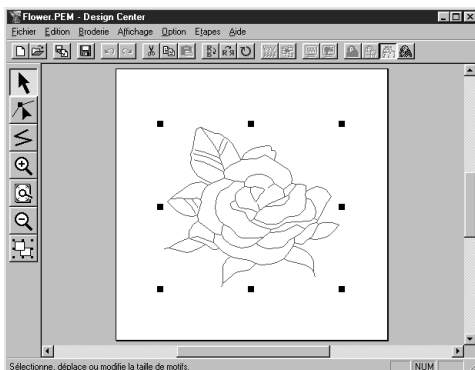 Flower.PEM - Design Center
Fichier Edition Broderie Affichage Option Etapes Aide
Sélectionne, déplace ou modifie la taille de motifs.
NUM